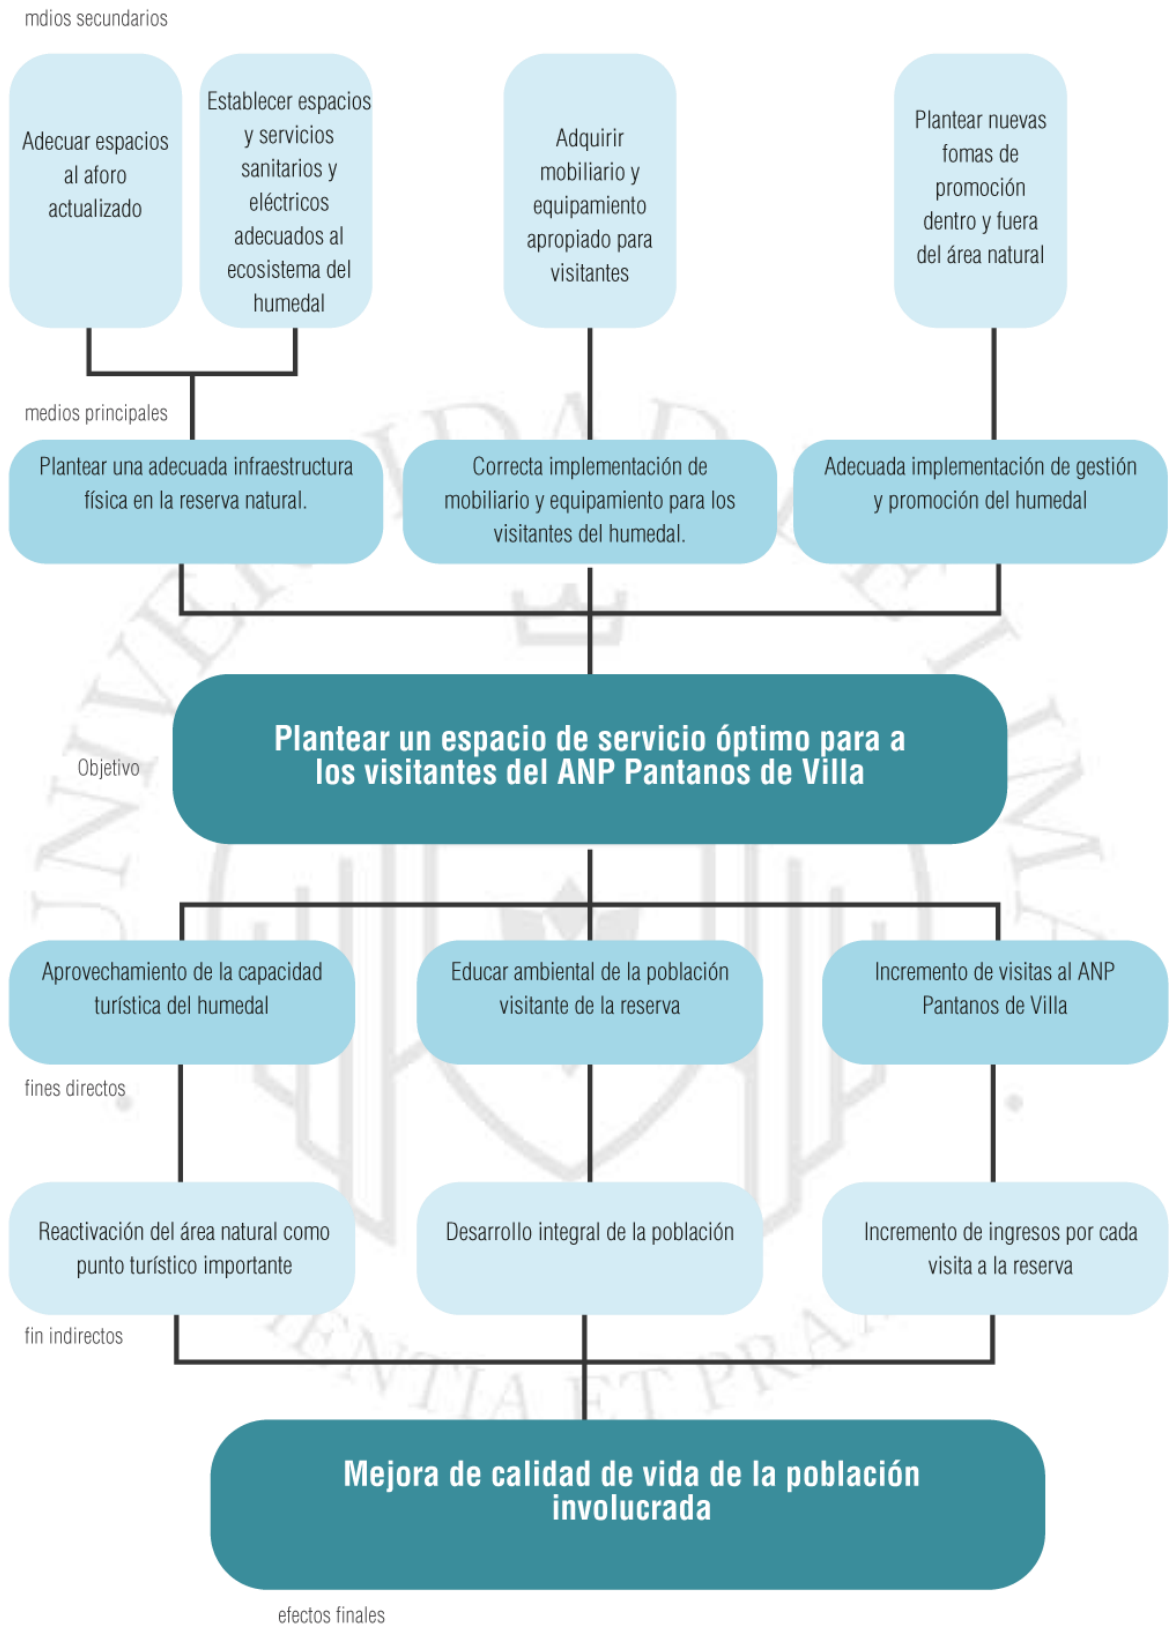 mdios secundarios
Adecuar espacios
al aforo
actualizado
Establecer espacios
y servicios
sanitarios y
eléctricos
adecuados al
ecosistema del
humedal
Adquirir
mobiliario y
equipamiento
apropiado para
visitantes
Plantear nuevas
fomas de
promoción
dentro y fuera
del área natural
medios principales
Plantear una adecuada infraestructura
física en la reserva natural.
Correcta implementación de
mobiliario y equipamiento para los
visitantes del humedal.
Adecuada implementación de gestión
y promoción del humedal
Objetivo
Plantear un espacio de servicio óptimo para a
los visitantes del ANP Pantanos de Villa
Aprovechamiento de la capacidad
turística del humedal
Educar ambiental de la población
visitante de la reserva
Incremento de visitas al ANP
Pantanos de Villa
fines directos
Reactivación del área natural como
punto turístico importante
Desarrollo integral de la población
Incremento de ingresos por cada
visita a la reserva
fin indirectos
Mejora de calidad de vida de la población
involucrada
efectos finales